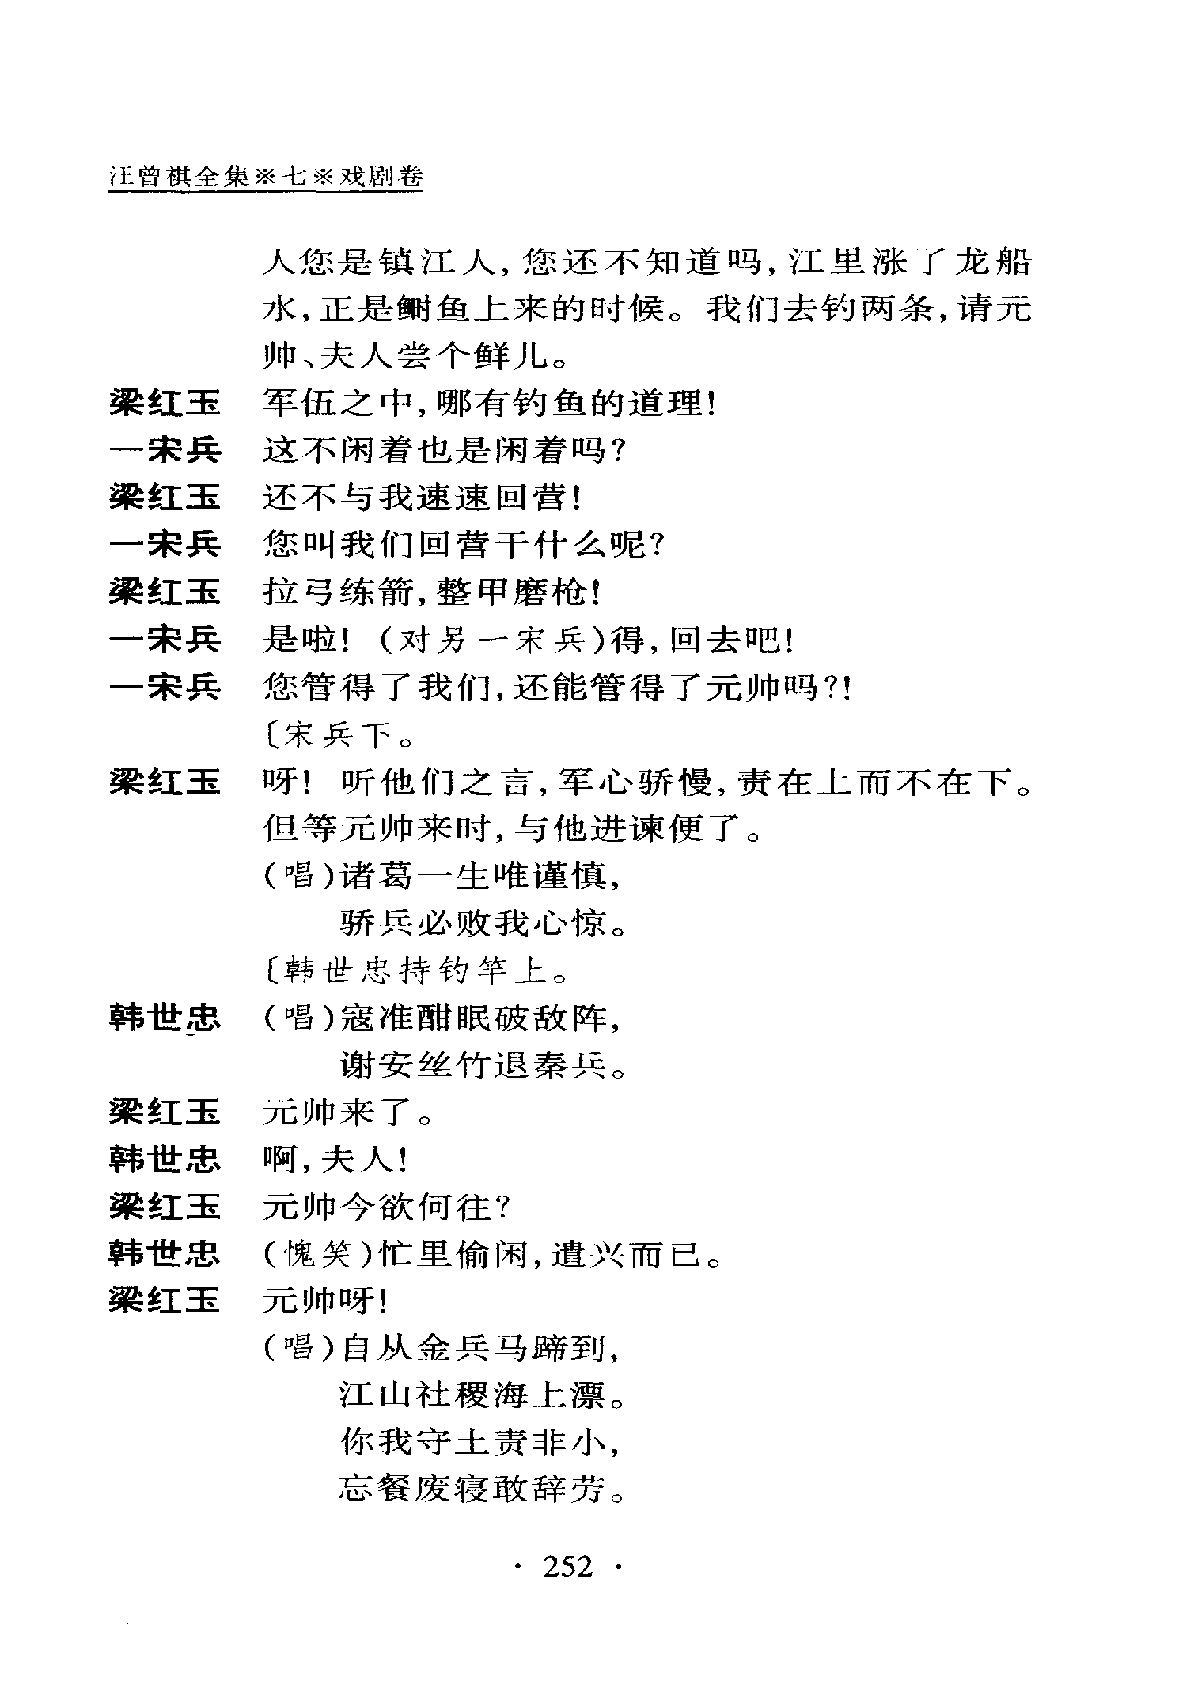 汪曾祺全集※七※戏剧卷
人您是镇江人，您还不知道吗，江里涨了龙船
水，正是鲥鱼上来的时候。我们去钓两条，请元
帅、夫人尝个鲜儿。
梁红玉 军伍之中，哪有钓鱼的道理！
一宋兵 这不闲着也是闲着吗？
梁红玉 还不与我速速回营！
一宋兵 您叫我们回营干什么呢？
梁红玉 拉弓练箭，整甲磨枪！
一宋兵 是啦！（对另一宋兵）得，回去吧！
一宋兵 您管得了我们，还能管得了元帅吗？！
〔宋兵下。
梁红玉 呀！听他们之言，军心骄慢，责在上而不在下。
但等元帅来时，与他进谏便了。
（唱）诸葛一生唯谨慎，
骄兵必败我心惊。
〔韩世忠持钓竿上。
韩世忠 （唱）寇准酣眠破敌阵，
谢安丝竹退秦兵。
梁红玉 元帅来了。
韩世忠 啊，夫人！
梁红玉 元帅今欲何往？
韩世忠 （愧笑）忙里偷闲，遣兴而已。
梁红玉 元帅呀！
（唱）自从金兵马蹄到，
江山社稷海上漂。
你我守土责非小，
忘餐废寝敢辞劳。
· 252 ·